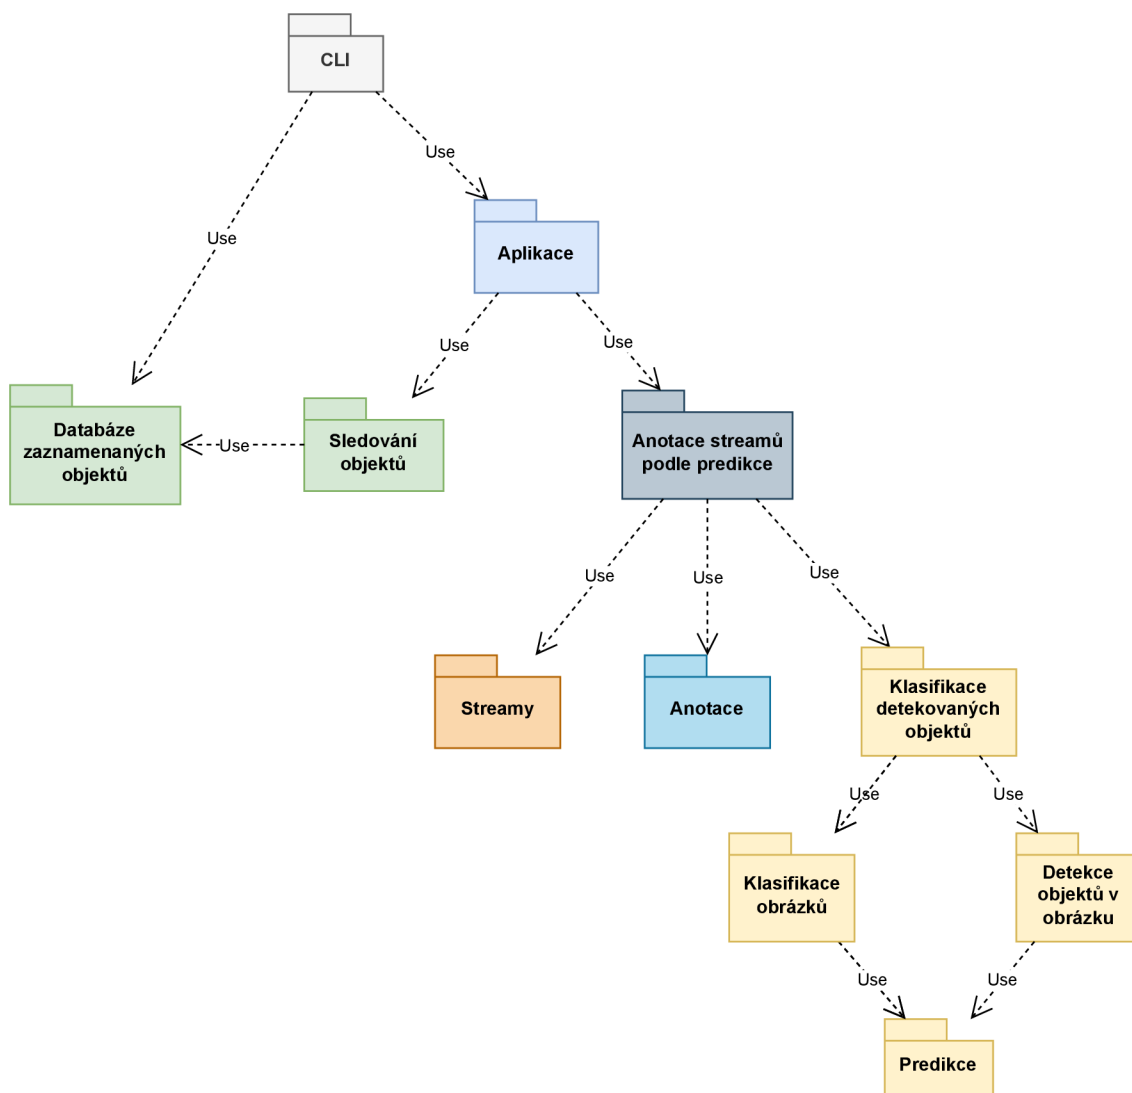 CLI
Use
Use
Aplikace
Use
Use
Databáze
zaznamenaných
objektů
Use
Sledování
objektů
Anotace streamů
podle predikce
Use
Use
Use
Streamy
Anotace
Klasifikace
detekovaných
objektů
Use
Use
Klasifikace
obrázků
Detekce
objektů v
obrázku
Use
Use
Predikce